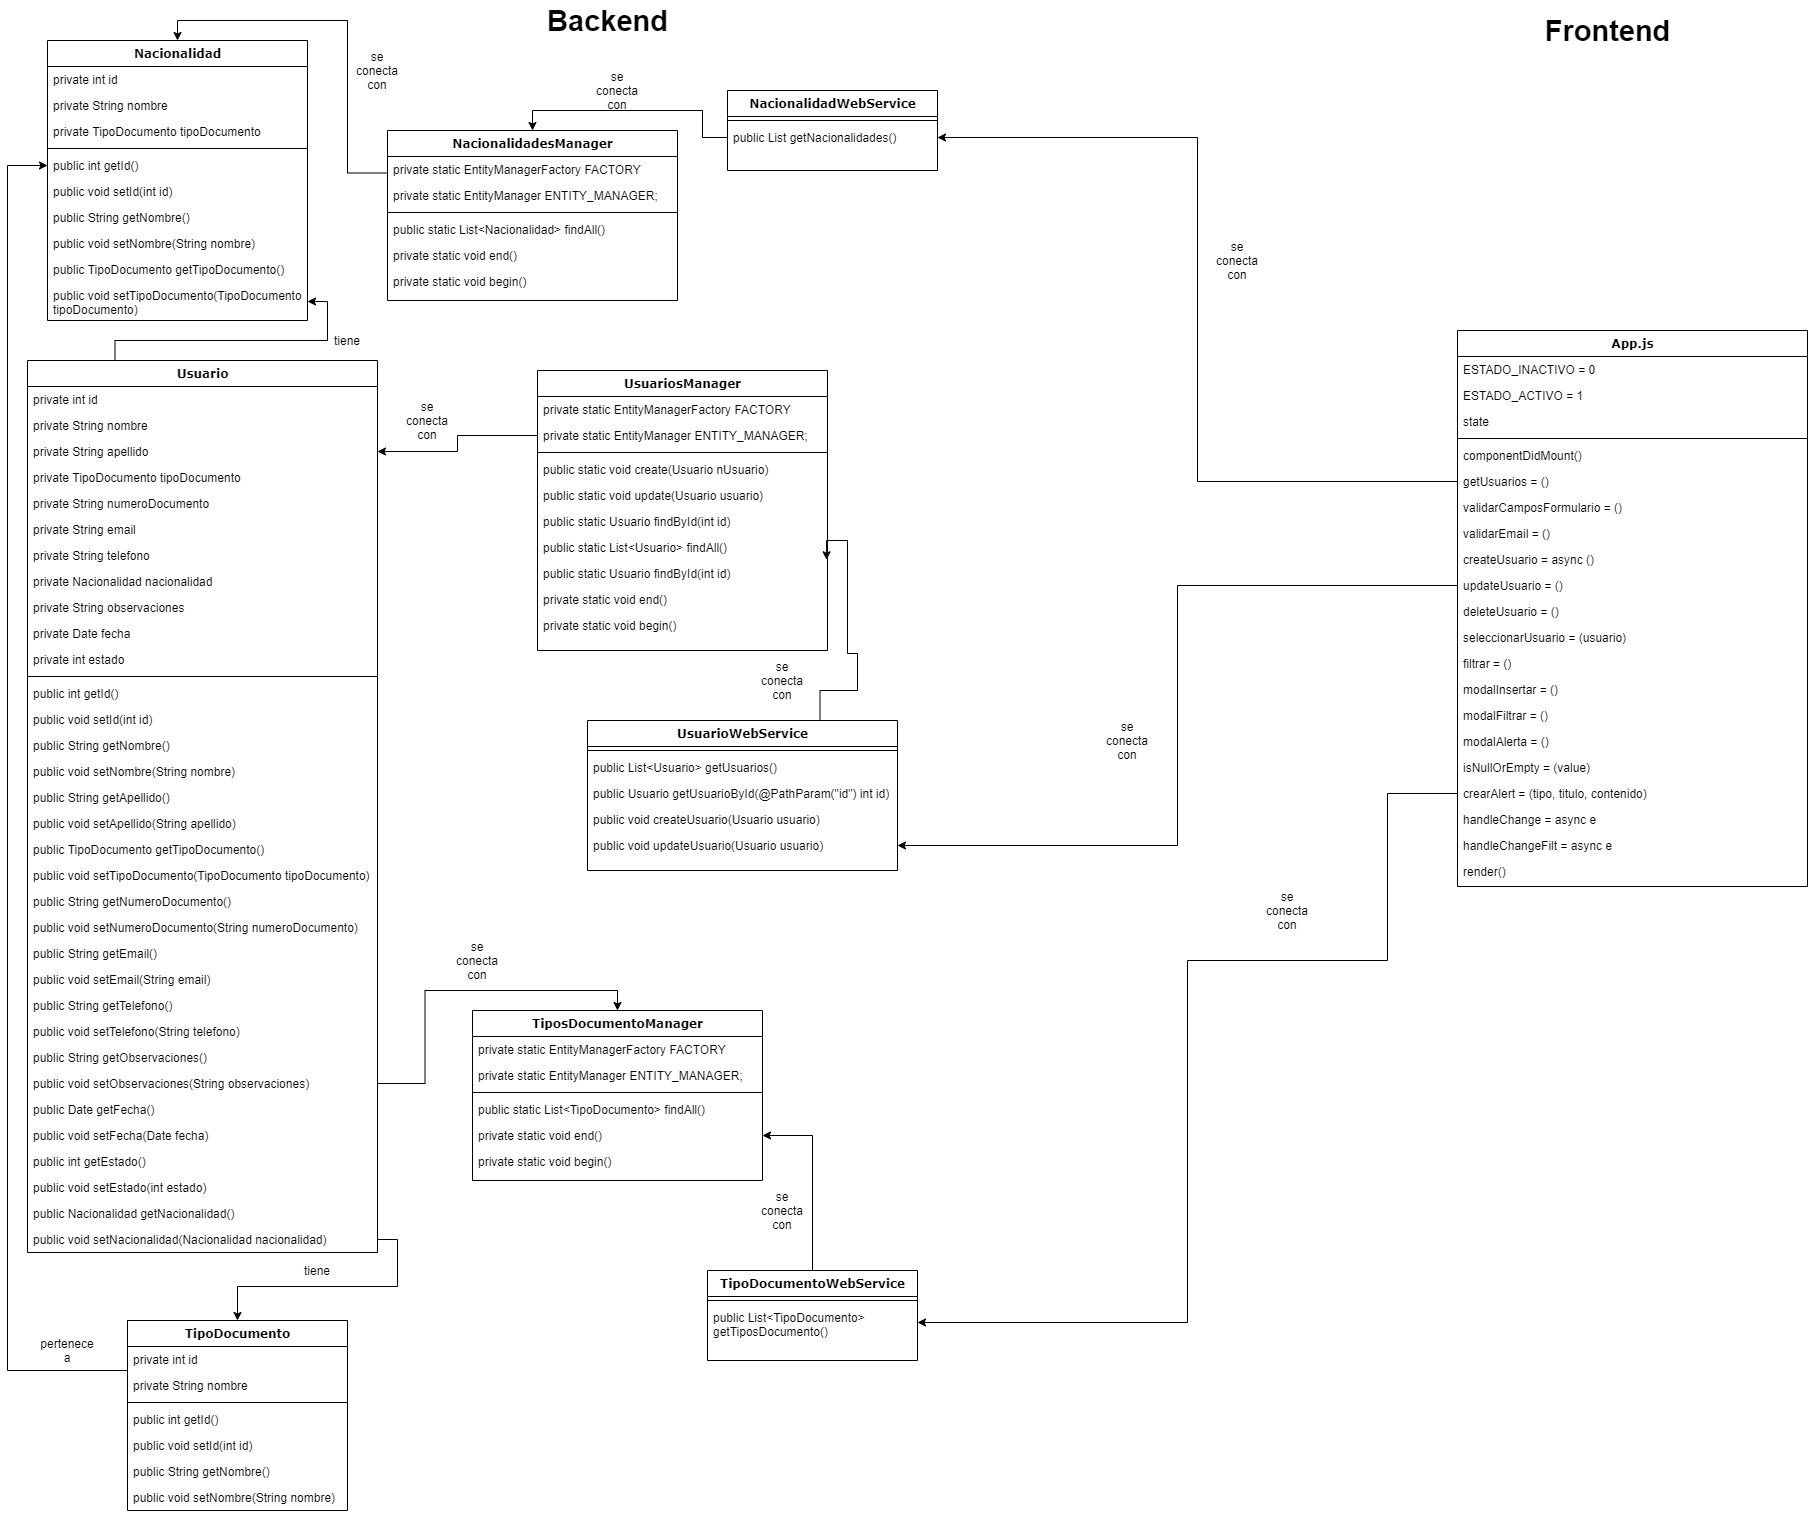 Backend
Frontend
Nacionalidad
private int id
private String nombre
private TipoDocumento tipoDocumento
public int getId()
public void setId(int id)
public String getNombre()
public void setNombre(String nombre)
public TipoDocumento getTipoDocumento()
public void setTipoDocumento(TipoDocumento
tipoDocumento)
se
conecta
con
NacionalidadesManager
private static EntityManagerFactory FACTORY
private static EntityManager ENTITY_MANAGER;
public static List<Nacionalidad> findAll()
private static void end()
private static void begin()
se
conecta
con
NacionalidadWebService
public List getNacionalidades()
se
conecta
con
tiene
Usuario
private int id
private String nombre
private String apellido
private TipoDocumento tipoDocumento
private String numeroDocumento
private String email
private String telefono
private Nacionalidad nacionalidad
private String observaciones
private Date fecha
private int estado
public int getId()
public void setId(int id)
public String getNombre()
public void setNombre(String nombre)
public String getApellido()
public void setApellido(String apellido)
public TipoDocumento getTipoDocumento()
public void setTipoDocumento(TipoDocumento tipoDocumento)
public String getNumeroDocumento()
public void setNumeroDocumento(String numeroDocumento)
public String getEmail()
public void setEmail(String email)
public String getTelefono()
public void setTelefono(String telefono)
public String getObservaciones()
public void setObservaciones(String observaciones)
public Date getFecha()
public void setFecha(Date fecha)
public int getEstado()
public void setEstado(int estado)
public Nacionalidad getNacionalidad()
public void setNacionalidad(Nacionalidad nacionalidad)
se
conecta
con
UsuariosManager
private static EntityManagerFactory FACTORY
private static EntityManager ENTITY_MANAGER;
public static void create(Usuario nUsuario)
public static void update(Usuario usuario)
public static Usuario findById(int id)
public static List<Usuario> findAll()
public static Usuario findById(int id)
private static void end()
private static void begin()
se
conecta
con
UsuarioWebService
public List<Usuario> getUsuarios()
public Usuario getUsuarioById(@PathParam("id") int id)
public void createUsuario(Usuario usuario)
public void updateUsuario(Usuario usuario)
se
conecta
con
App.js
ESTADO_INACTIVO = 0
ESTADO_ACTIVO = 1
state
componentDidMount()
getUsuarios = ()
validarCamposFormulario = ()
validarEmail = ()
createUsuario = async ()
updateUsuario = ()
deleteUsuario = ()
seleccionarUsuario = (usuario)
filtrar = ()
modalInsertar = ()
modalFiltrar = ()
modalAlerta = ()
isNullOrEmpty = (value)
crearAlert = (tipo, titulo, contenido)
handleChange = async e
handleChangeFilt = async e
render()
se
conecta
con
se
conecta
con
TiposDocumentoManager
private static EntityManagerFactory FACTORY
private static EntityManager ENTITY_MANAGER;
public static List<TipoDocumento> findAll()
private static void end()
private static void begin()
se
conecta
con
TipoDocumentoWebService
public List<TipoDocumento>
getTiposDocumento()
tiene
pertenece
a
TipoDocumento
private int id
private String nombre
public int getId()
public void setId(int id)
public String getNombre()
public void setNombre(String nombre)